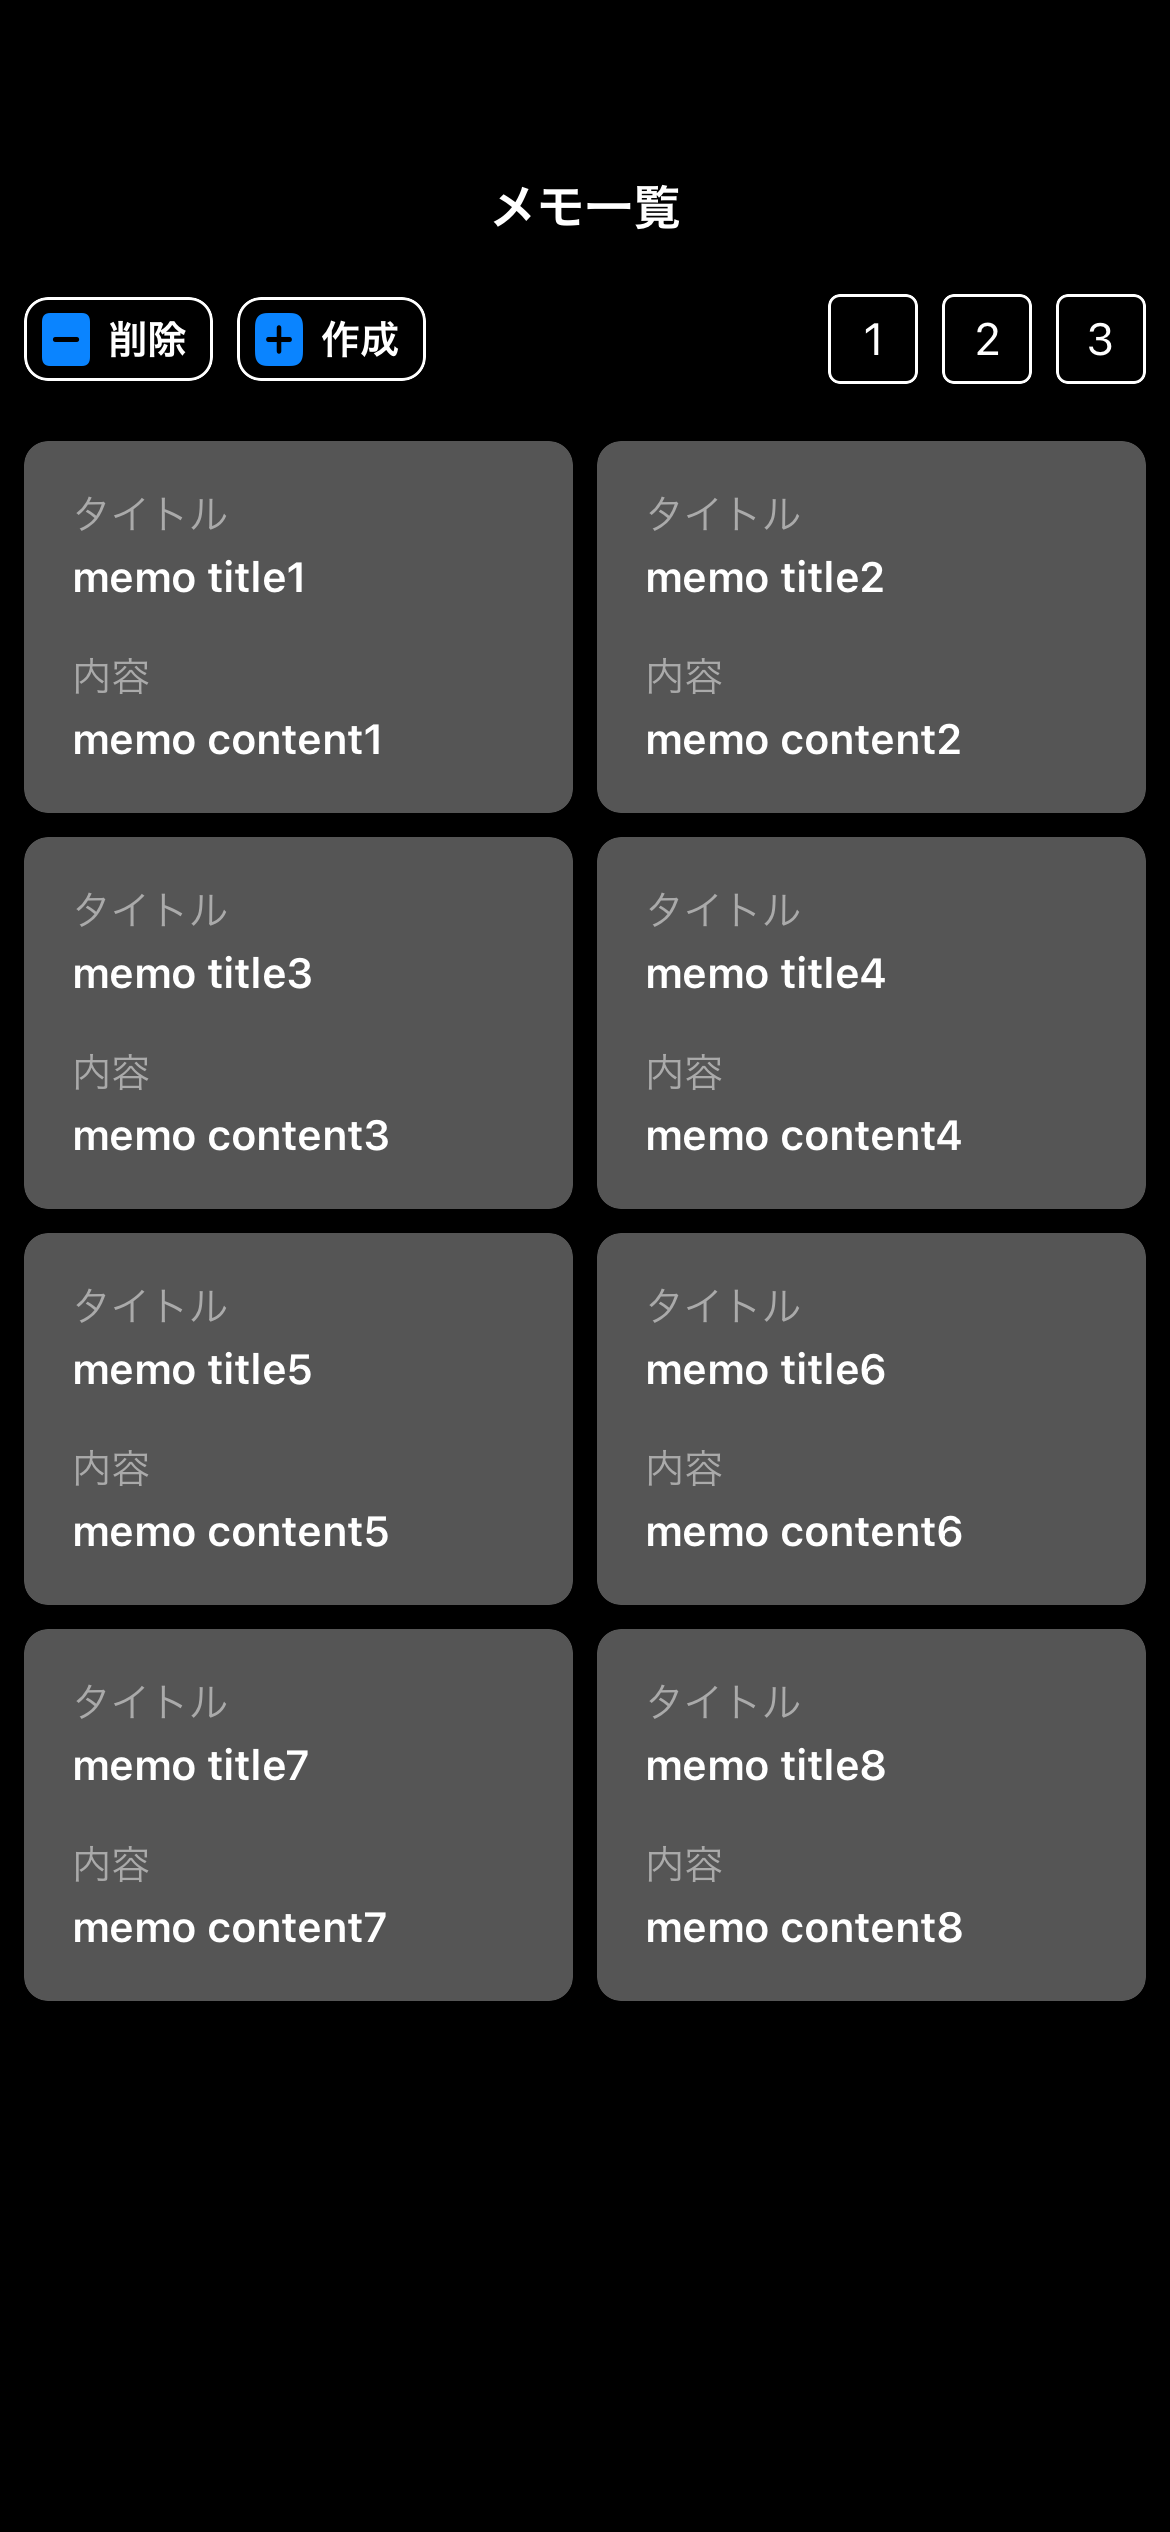 メモ一覧
削除 作成 1 2 3
タイトル
memo title1
内容
memo content1
タイトル
memo title2
内容
memo content2
タイトル
memo title3
内容
memo content3
タイトル
memo title4
内容
memo content4
タイトル
memo title5
内容
memo content5
タイトル
memo title6
内容
memo content6
タイトル
memo title7
内容
memo content7
タイトル
memo title8
内容
memo content8